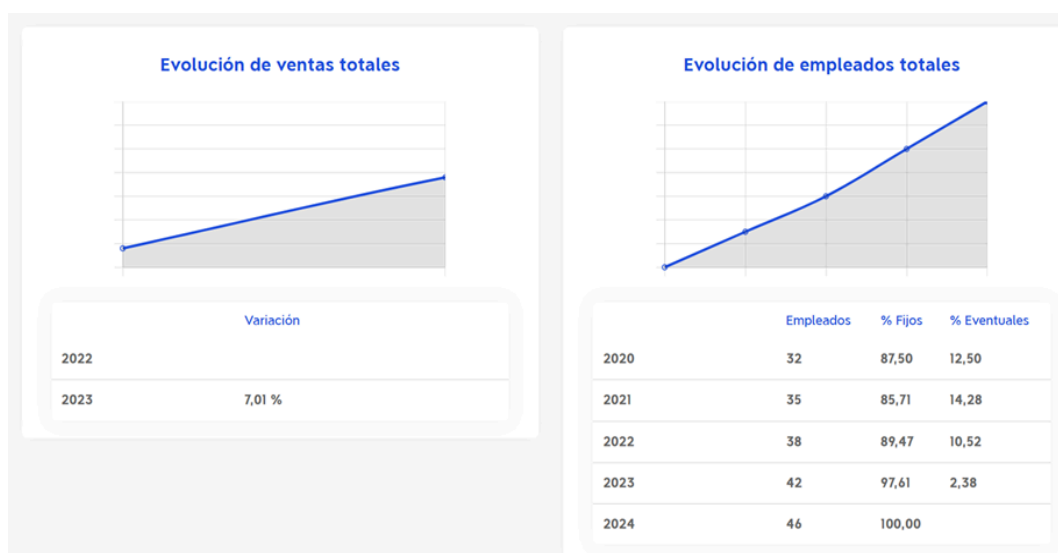 Evolución de ventas totales
Variación
2022
2023 7,01 %
Evolución de empleados totales
Empleados % Fijos % Eventuales
2020 32 87,50 12,50
2021 35 85,71 14,28
2022 38 89,47 10,52
2023 42 97,61 2,38
2024 46 100,00